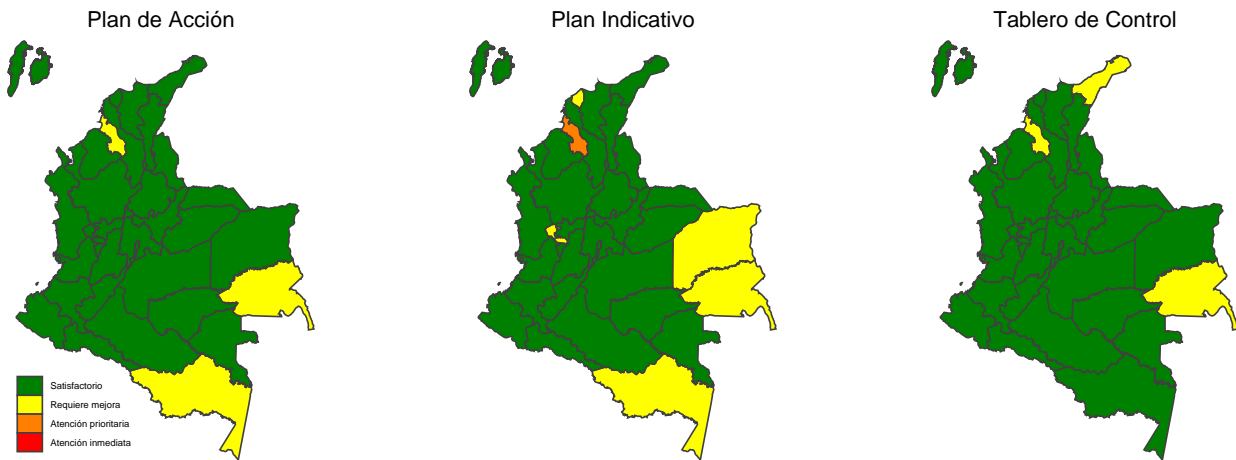 Plan de Acción
Plan Indicativo
Tablero de Control
Satisfactorio
Requiere mejora
Atención prioritaria
Atención inmediata